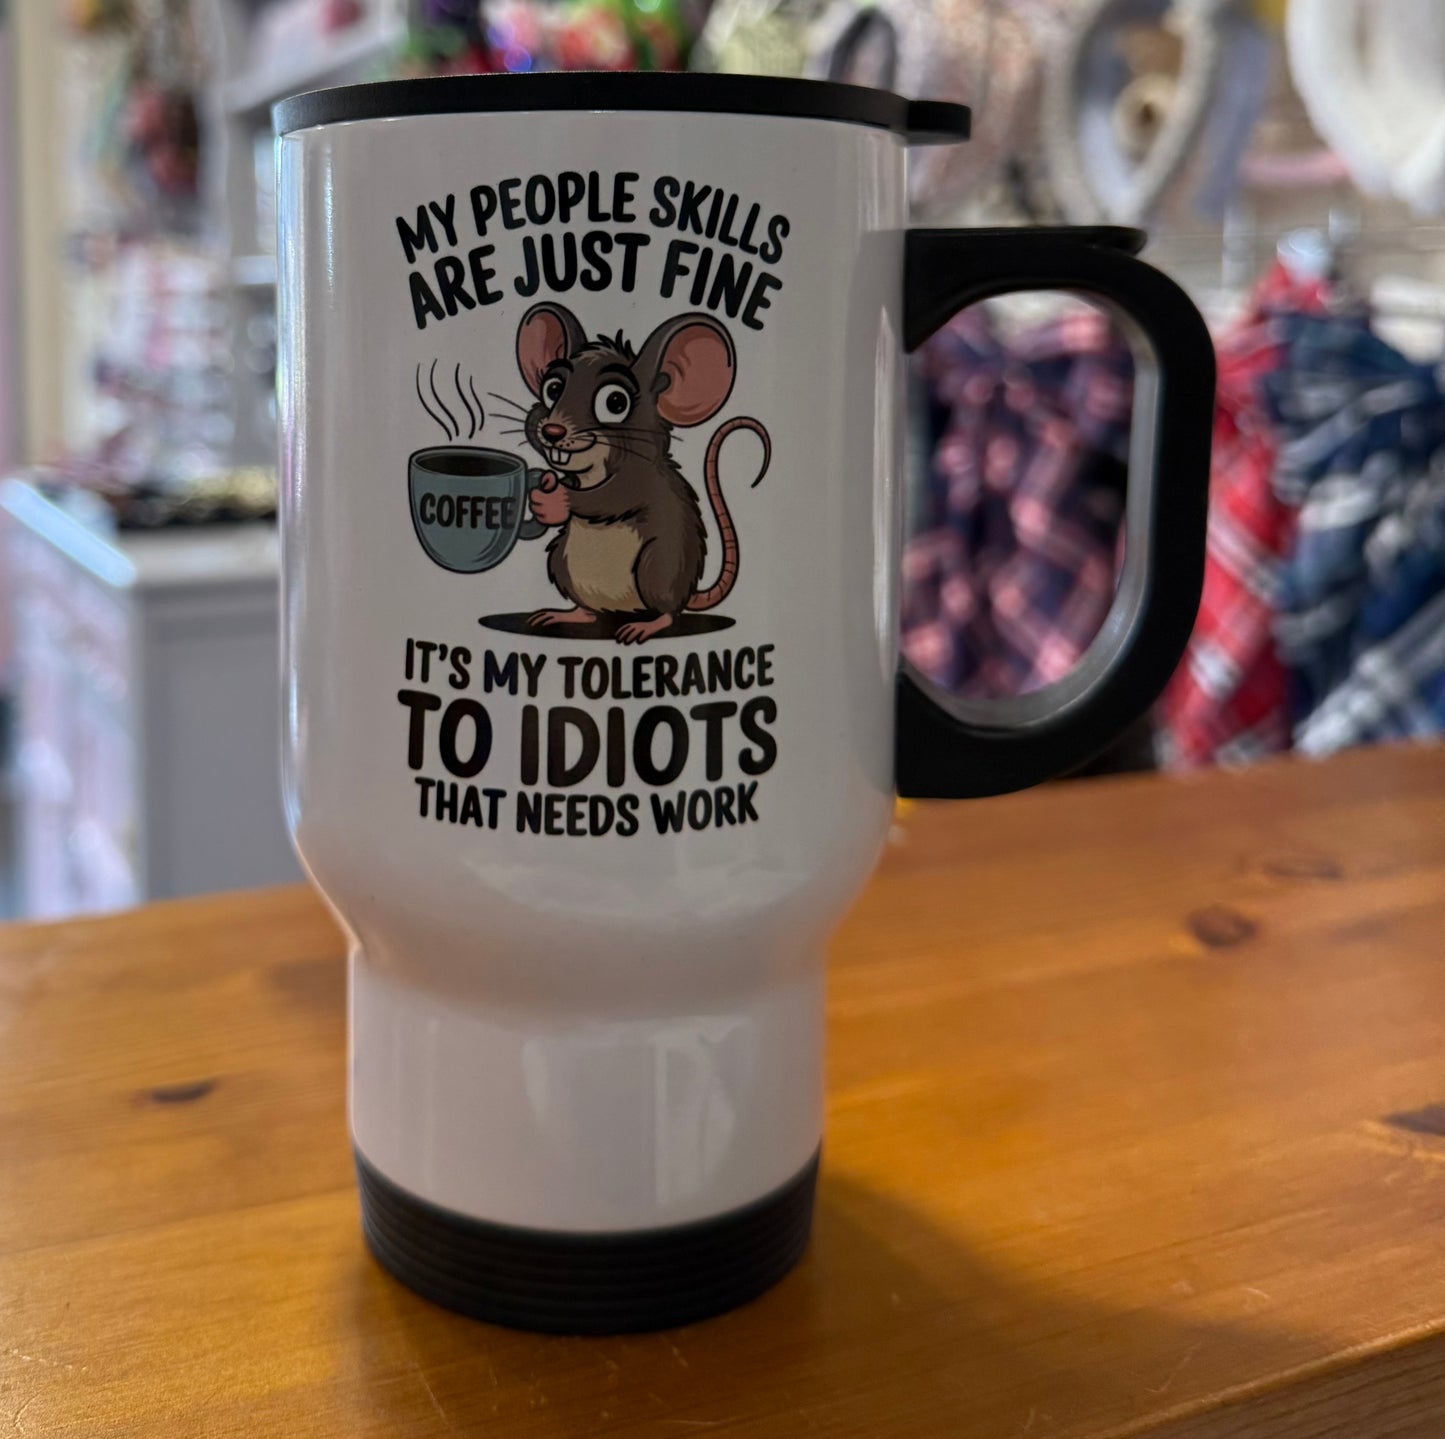 MY PEOPLE SKILLS
ARE JUST FINE
COFFEE
IT'S MY TOLERANCE
TO IDIOTS
THAT NEEDS WORK